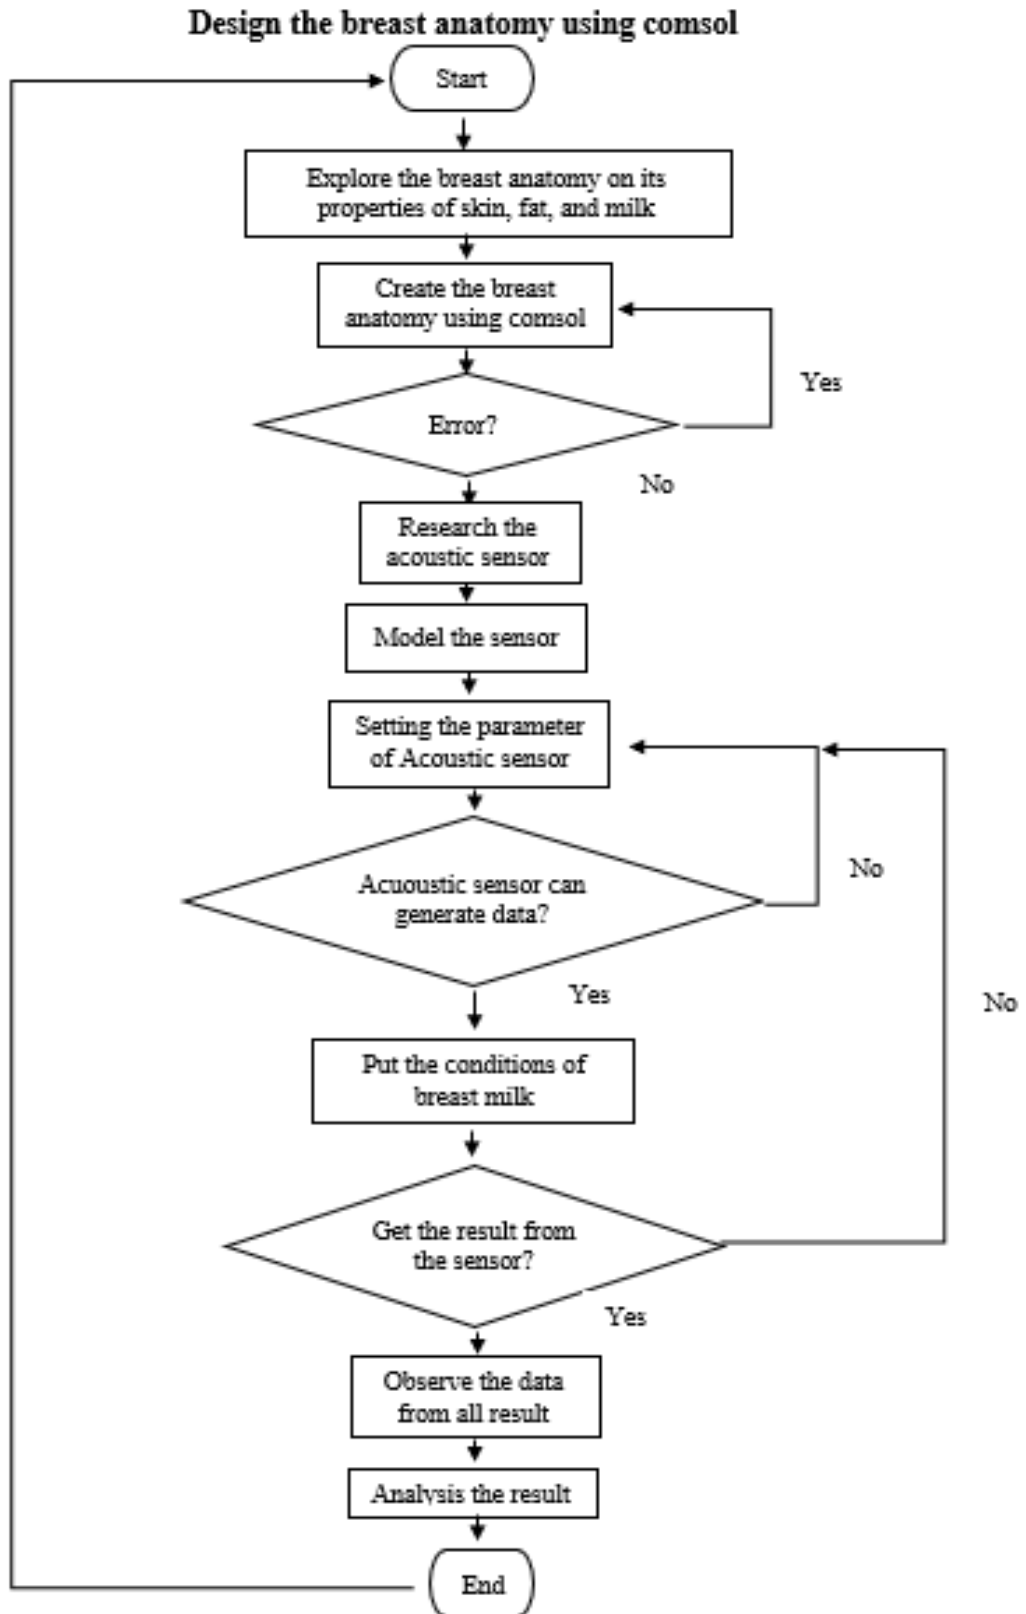 Design the breast anatomy using comsol
Start
Explore the breast anatomy on its
properties of skin, fat, and milk
Create the breast
anatomy using comsol
Yes
Error?
No
Research the
acoustic sensor
Model the sensor
Setting the parameter
of Acoustic sensor
No
Acuoustic sensor can
generate data?
Yes
No
Put the conditions of
breast milk
Get the result from
the sensor?
Yes
Observe the data
from all result
Analysis the result
End